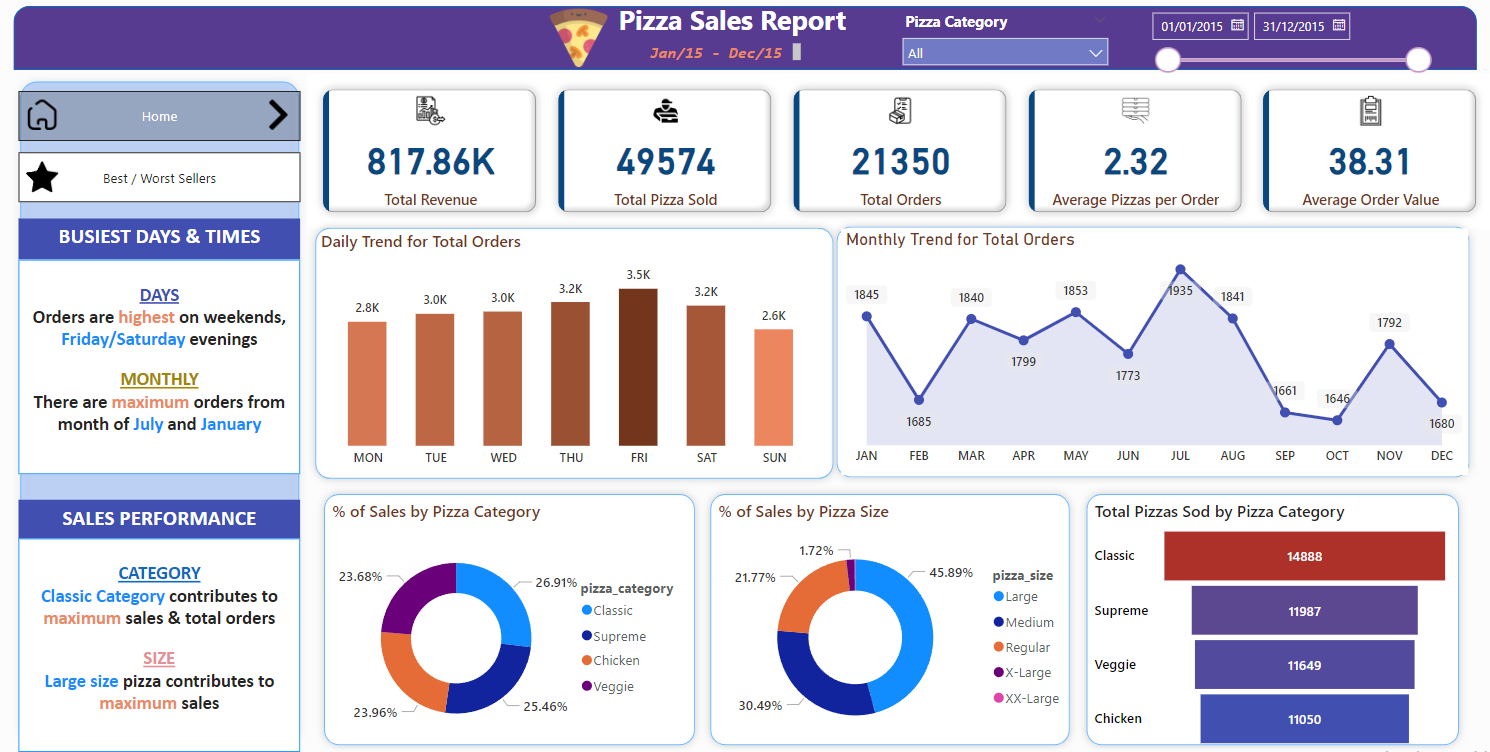 Pizza Sales Report
Jan/15 - Dec/15
Pizza Category
All
01/01/2015
31/12/2015
Home
Best / Worst Sellers
BUSIEST DAYS & TIMES
DAYS
Orders are highest on weekends,
Friday/Saturday evenings
MONTHLY
There are maximum orders from
month of July and January
SALES PERFORMANCE
CATEGORY
Classic Category contributes to
maximum sales & total orders
SIZE
Large size pizza contributes to
maximum sales
817.86K
Total Revenue
49574
Total Pizza Sold
21350
Total Orders
2.32
Average Pizzas per Order
38.31
Average Order Value
Daily Trend for Total Orders
2.8K
3.0K
3.0K
3.2K
3.5K
3.2K
2.6K
MON
TUE
WED
THU
FRI
SAT
SUN
Monthly Trend for Total Orders
1845
1685
1840
1799
1853
1773
1935
1841
1661
1646
1792
1680
JAN
FEB
MAR
APR
MAY
JUN
JUL
AUG
SEP
OCT
NOV
DEC
% of Sales by Pizza Category
23.68%
26.91%
23.96%
25.46%
pizza_category
Classic
Supreme
Chicken
Veggie
% of Sales by Pizza Size
1.72%
21.77%
45.89%
30.49%
pizza_size
Large
Medium
Regular
X-Large
XX-Large
Total Pizzas Sod by Pizza Category
Classic
14888
Supreme
11987
Veggie
11649
Chicken
11050